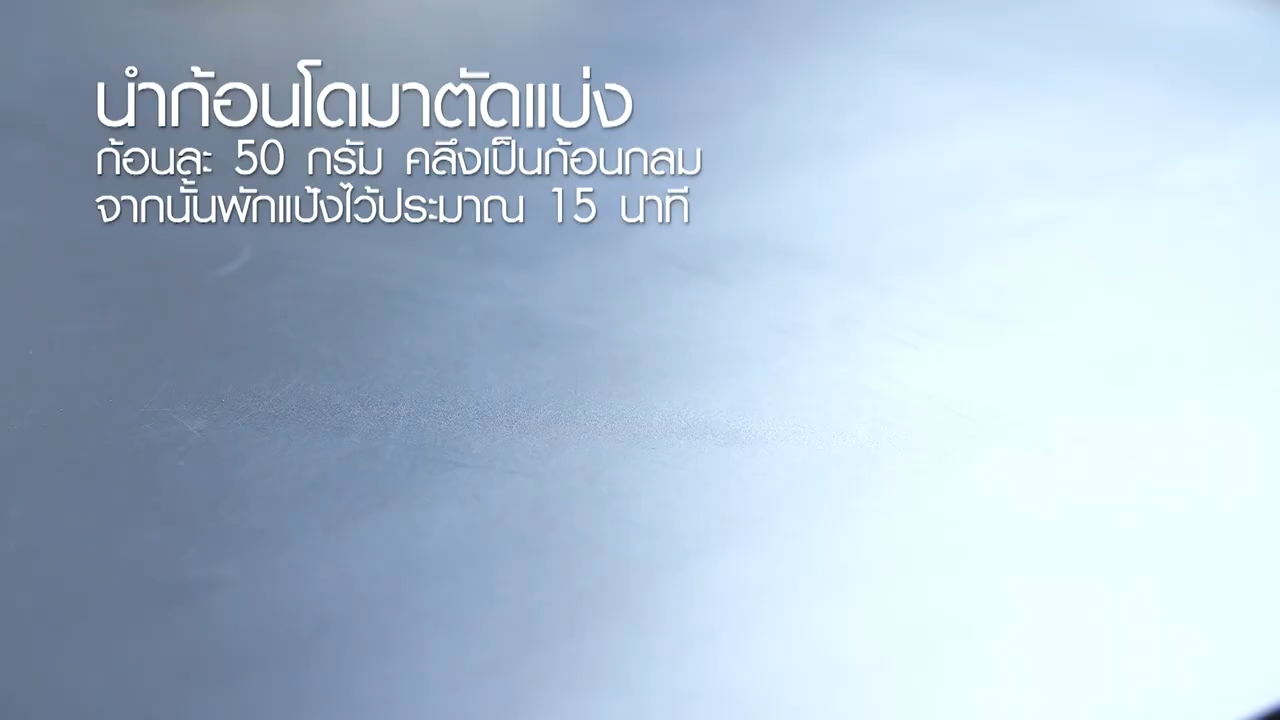 นำก้อนโดมาตัดแบ่ง
ก้อนละ 50 กรัม คลึงเป็นก้อนกลม
จากนั้นพักแป้งไว้ประมาณ 15 นาที